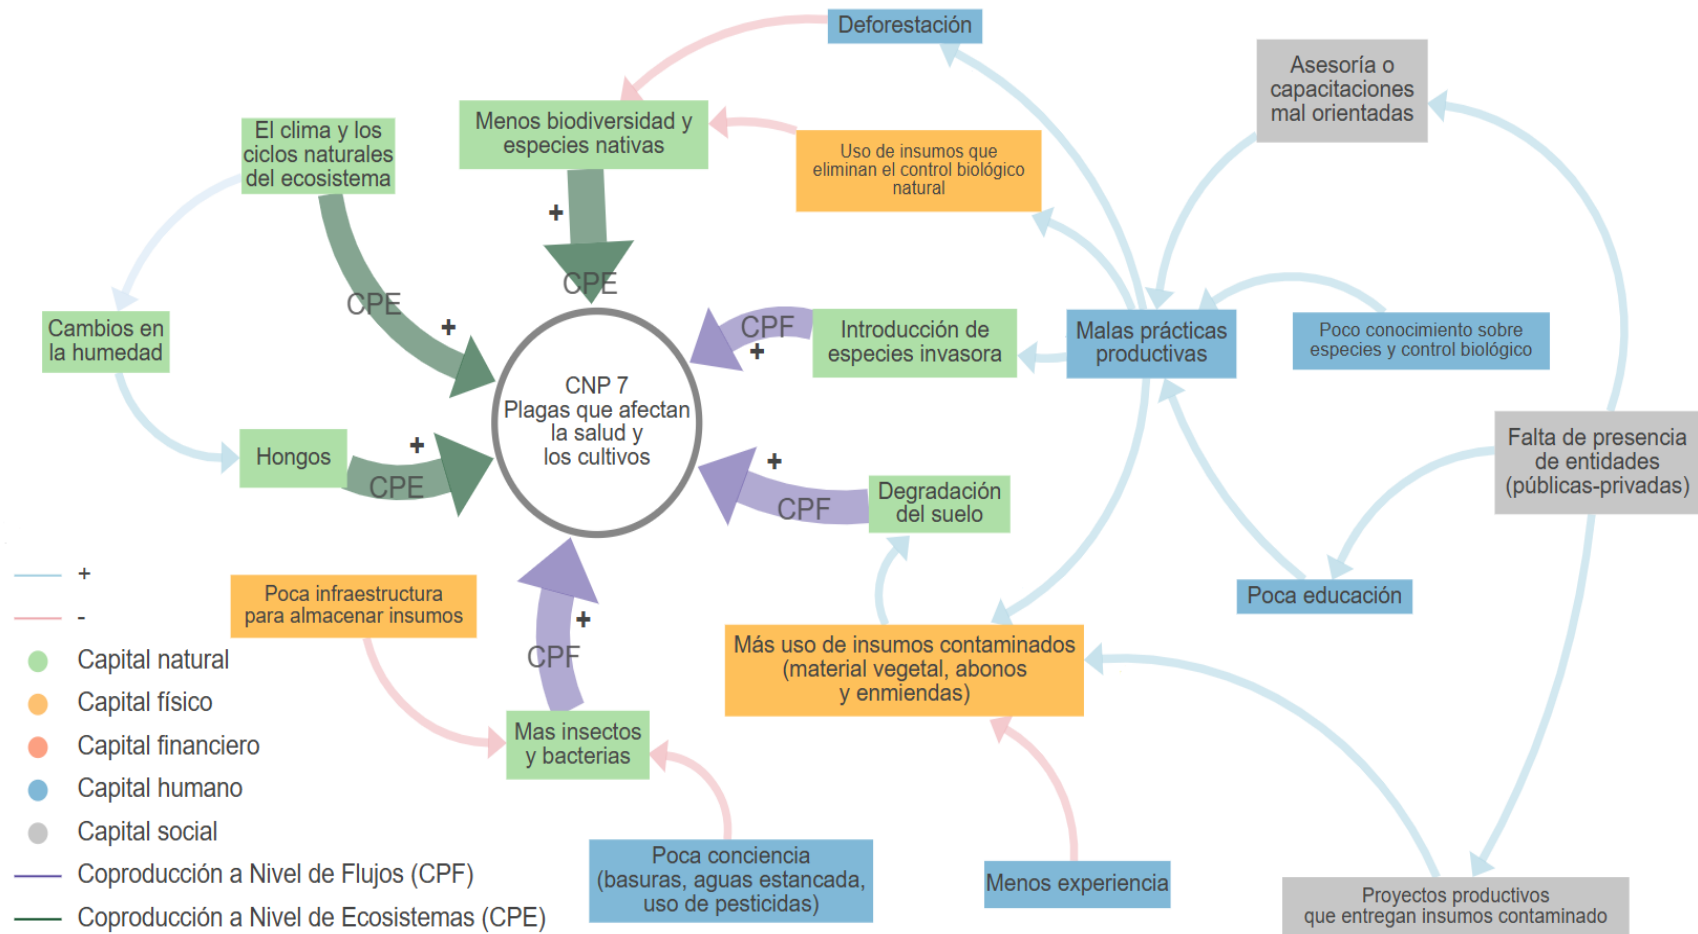 Deforestación
Asesoría o
capacitaciones
mal orientadas
El clima y los
ciclos naturales
del ecosistema
Menos biodiversidad y
especies nativas
Uso de insumos que
eliminan el control biológico
natural
+
CPE
CPE
+
Cambios en
la humedad
CPF
+
Introducción de
especies invasora
Malas prácticas
productivas
Poco conocimiento sobre
especies y control biológico
CNP 7
Plagas que afectan
la salud y
los cultivos
Hongos
+
CPE
+
CPF
Degradación
del suelo
Falta de presencia
de entidades
(públicas-privadas)
Poca infraestructura
para almacenar insumos
+
CPF
Poca educación
Más uso de insumos contaminados
(material vegetal, abonos
y enmiendas)
Mas insectos
y bacterias
Poca conciencia
(basuras, aguas estancada,
uso de pesticidas)
Menos experiencia
Proyectos productivos
que entregan insumos contaminado
+
-
Capital natural
Capital físico
Capital financiero
Capital humano
Capital social
Coproducción a Nivel de Flujos (CPF)
Coproducción a Nivel de Ecosistemas (CPE)